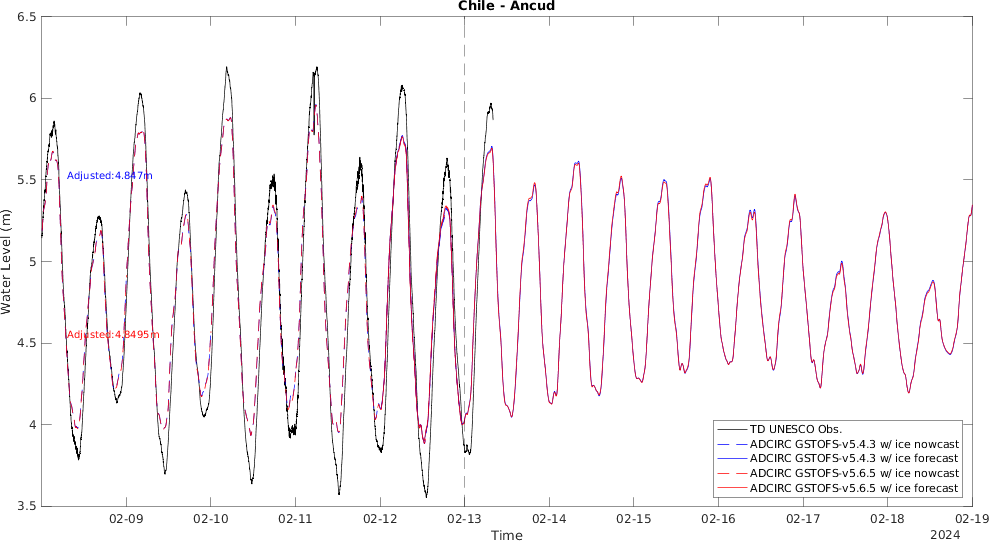 Chile - Ancud
6.5
6
5.5
5
4.5
4
3.5
Water Level (m)
Adjusted:4.847m
Adjusted:4.8495m
TD UNESCO Obs.
ADCIRC GSTOFS-v5.4.3 w/ ice nowcast
ADCIRC GSTOFS-v5.4.3 w/ ice forecast
ADCIRC GSTOFS-v5.6.5 w/ ice nowcast
ADCIRC GSTOFS-v5.6.5 w/ ice forecast
02-09 02-10 02-11 02-12 02-13 02-14 02-15 02-16 02-17 02-18 02-19
Time
2024